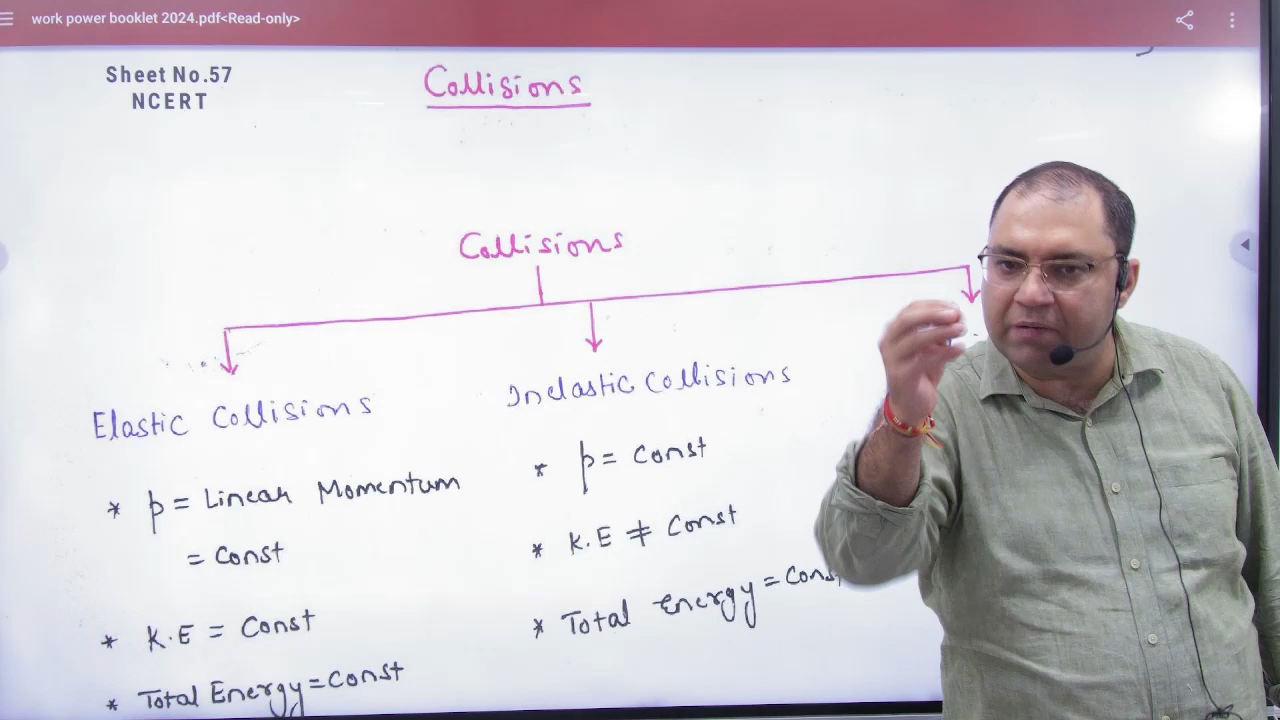 work power booklet 2024.pdf<Read-only>
Sheet No.57
NCERT
Collisions
Collisions
Elastic Collisions
* p = Linear Momentum
= Const
* K.E = Const
* Total Energy = Const
Inelastic Collisions
* p = Const
* K.E ≠ Const
* Total Energy = Const